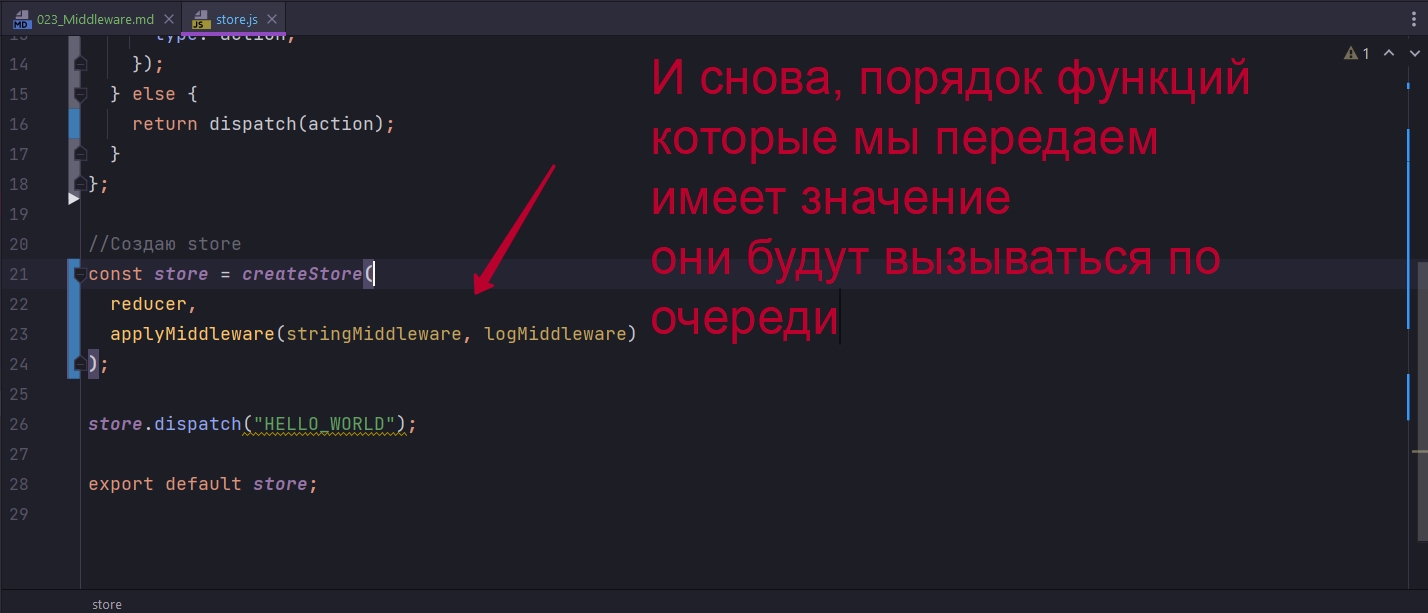 MD 023_Middleware.md
JS store.js
type: action,
14 });
15 } else {
16 return dispatch(action);
17 }
18 };
19
20 //Создаю store
21 const store = createStore(
22 reducer,
23 applyMiddleware(stringMiddleware, logMiddleware)
24 );
25
26 store.dispatch("HELLO_WORLD");
27
28 export default store;
29
1
И снова, порядок функций
которые мы передаем
имеет значение
они будут вызываться по
очереди
store